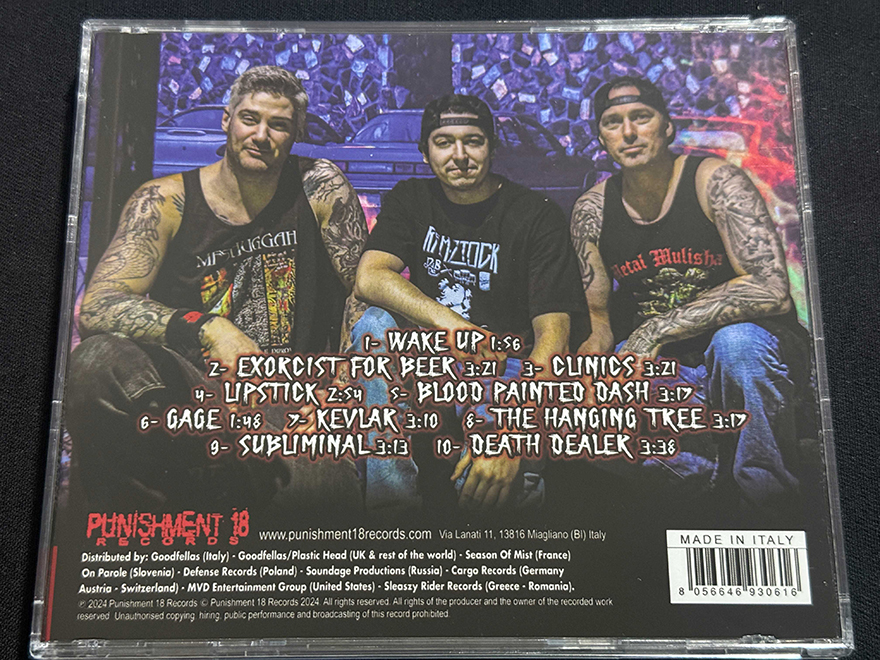 MESHUGGAH
Metal Mulisha
1- WAKE UP 1:56
2- EXORCIST FOR BEER 3:21 3- CLINICS 3:21
4- LIPSTICK 2:54 5- BLOOD PAINTED DASH 3:17
6- GAGE 1:48 7- KEVLAR 3:10 8- THE HANGING TREE 3:17
9- SUBLIMINAL 3:13 10- DEATH DEALER 3:38
PUNISHMENT 18
RECORDS
www.punishment18records.com Via Lanati 11, 13816 Miagliano (BI) Italy
MADE IN ITALY
Distributed by: Goodfellas (Italy) - Goodfellas/Plastic Head (UK & rest of the world) - Season Of Mist (France)
On Parole (Slovenia) - Defense Records (Poland) - Soundage Productions (Russia) - Cargo Records (Germany
Austria - Switzerland) - MVD Entertainment Group (United States) - Sleaszy Rider Records (Greece - Romania).
8 056646 930616
℗ 2024 Punishment 18 Records © Punishment 18 Records 2024. All rights reserved. All rights of the producer and the owner of the recorded work
reserved. Unauthorised copying, hiring, public performance and broadcasting of this record prohibited.